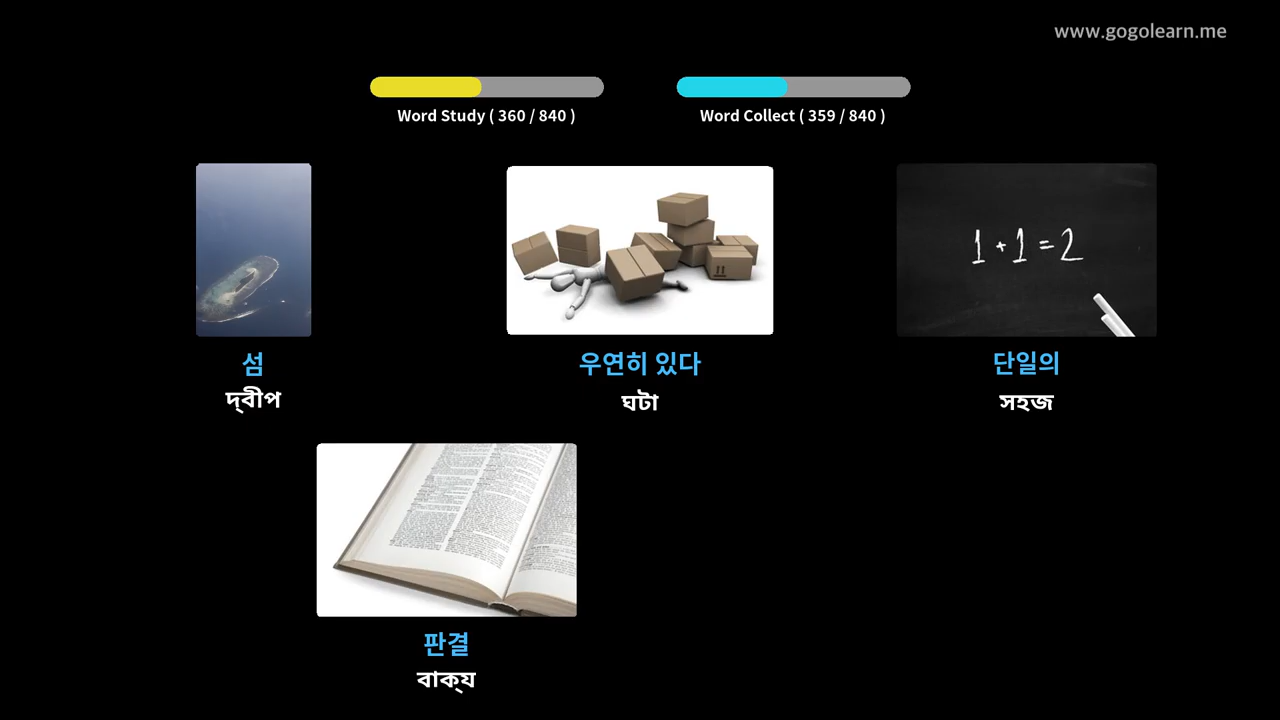 www.gogolearn.me
Word Study ( 360 / 840 )
Word Collect ( 359 / 840 )
섬
দ্‌বীপ
우연히 있다
ঘটা
1 + 1 = 2
단일의
সহজ
판결
বাক্‌য